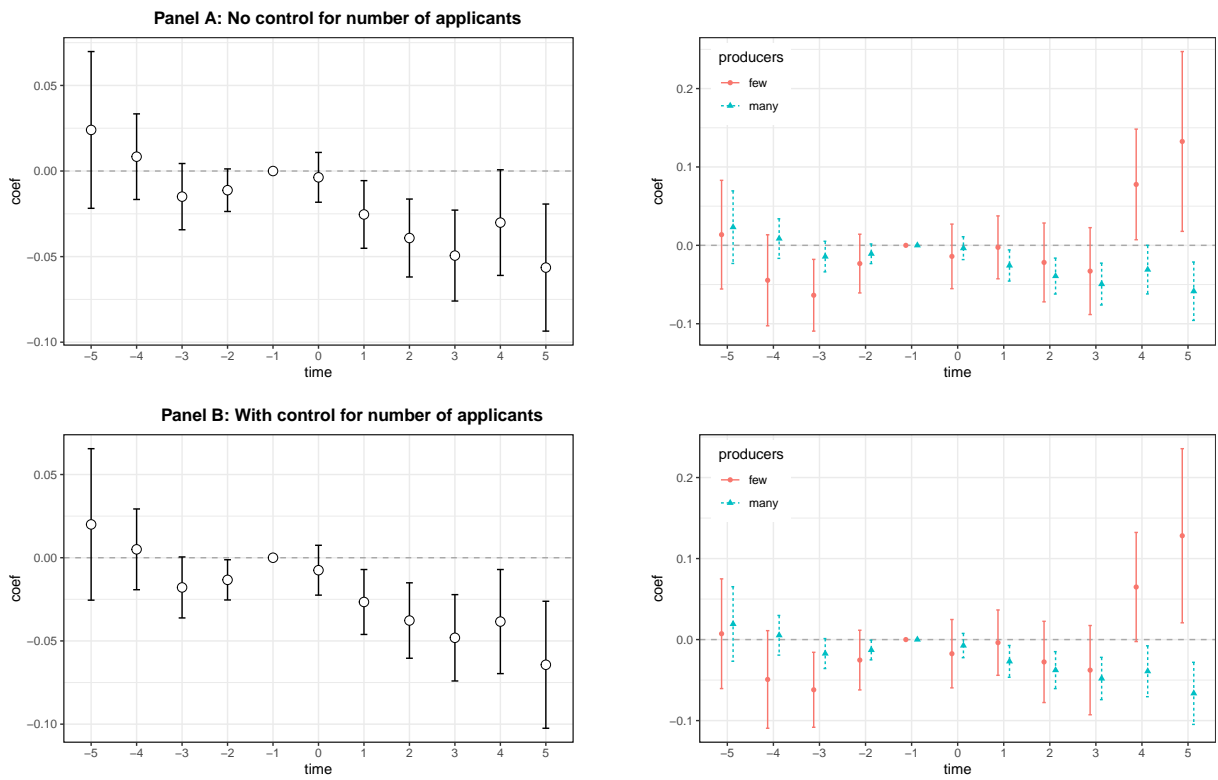 Panel A: No control for number of applicants
0.05
0.00
−0.05
−0.10
coef
−5 −4 −3 −2 −1 0 1 2 3 4 5
time
producers
few
many
0.2
0.1
0.0
−0.1
coef
−5 −4 −3 −2 −1 0 1 2 3 4 5
time
Panel B: With control for number of applicants
0.05
0.00
−0.05
−0.10
coef
−5 −4 −3 −2 −1 0 1 2 3 4 5
time
producers
few
many
0.2
0.1
0.0
−0.1
coef
−5 −4 −3 −2 −1 0 1 2 3 4 5
time